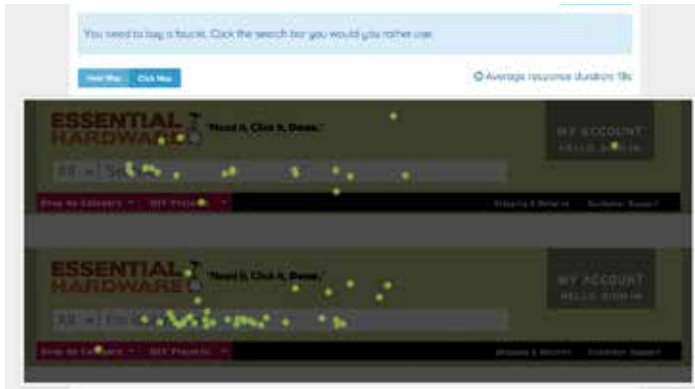 You need to buy a faucet. Click the search bar you would you rather use.
Heat Map Click Map
Average response duration: 18s
ESSENTIAL
HARDWARE
"Need it, Click it, Done."
MY ACCOUNT
HELLO SIGN IN
All
Shop by Category DIY Projects Shipping & Returns Customer Support
ESSENTIAL
HARDWARE
"Need it, Click it, Done."
MY ACCOUNT
HELLO SIGN IN
All
Shop by Category DIY Projects Shipping & Returns Customer Support